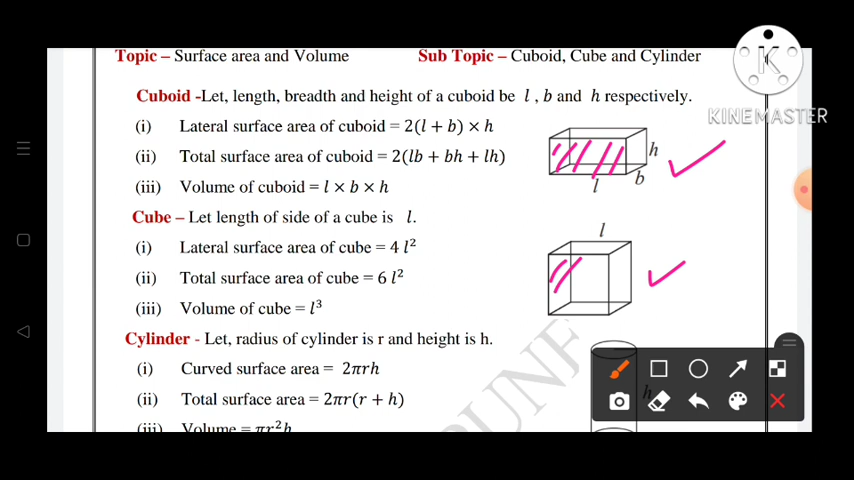 Topic – Surface area and Volume Sub Topic – Cuboid, Cube and Cylinder
K
KINEMASTER
Cuboid -Let, length, breadth and height of a cuboid be l , b and h respectively.
(i) Lateral surface area of cuboid = 2(l + b) × h
(ii) Total surface area of cuboid = 2(lb + bh + lh)
(iii) Volume of cuboid = l × b × h
h
b
l
Cube – Let length of side of a cube is l.
(i) Lateral surface area of cube = 4 l²
(ii) Total surface area of cube = 6 l²
(iii) Volume of cube = l³
l
Cylinder - Let, radius of cylinder is r and height is h.
(i) Curved surface area = 2πrh
(ii) Total surface area = 2πr(r + h)
(iii) Volume = πr²h
h